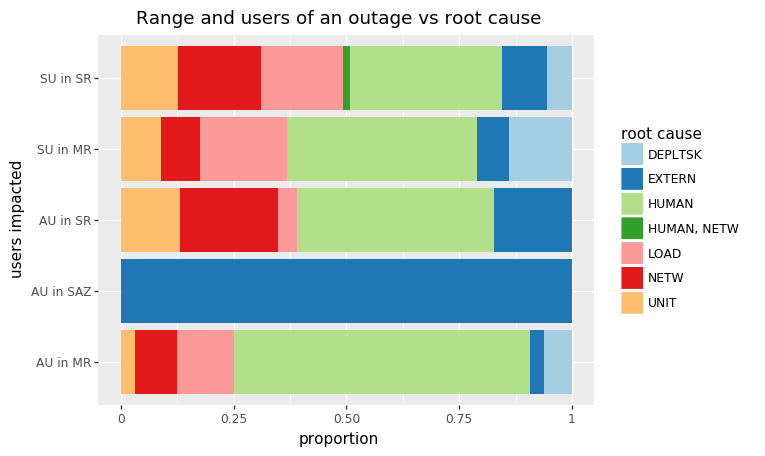 Range and users of an outage vs root cause
users impacted
SU in SR
SU in MR
AU in SR
AU in SAZ
AU in MR
0 0.25 0.50 0.75 1
proportion
root cause
DEPLTSK
EXTERN
HUMAN
HUMAN, NETW
LOAD
NETW
UNIT